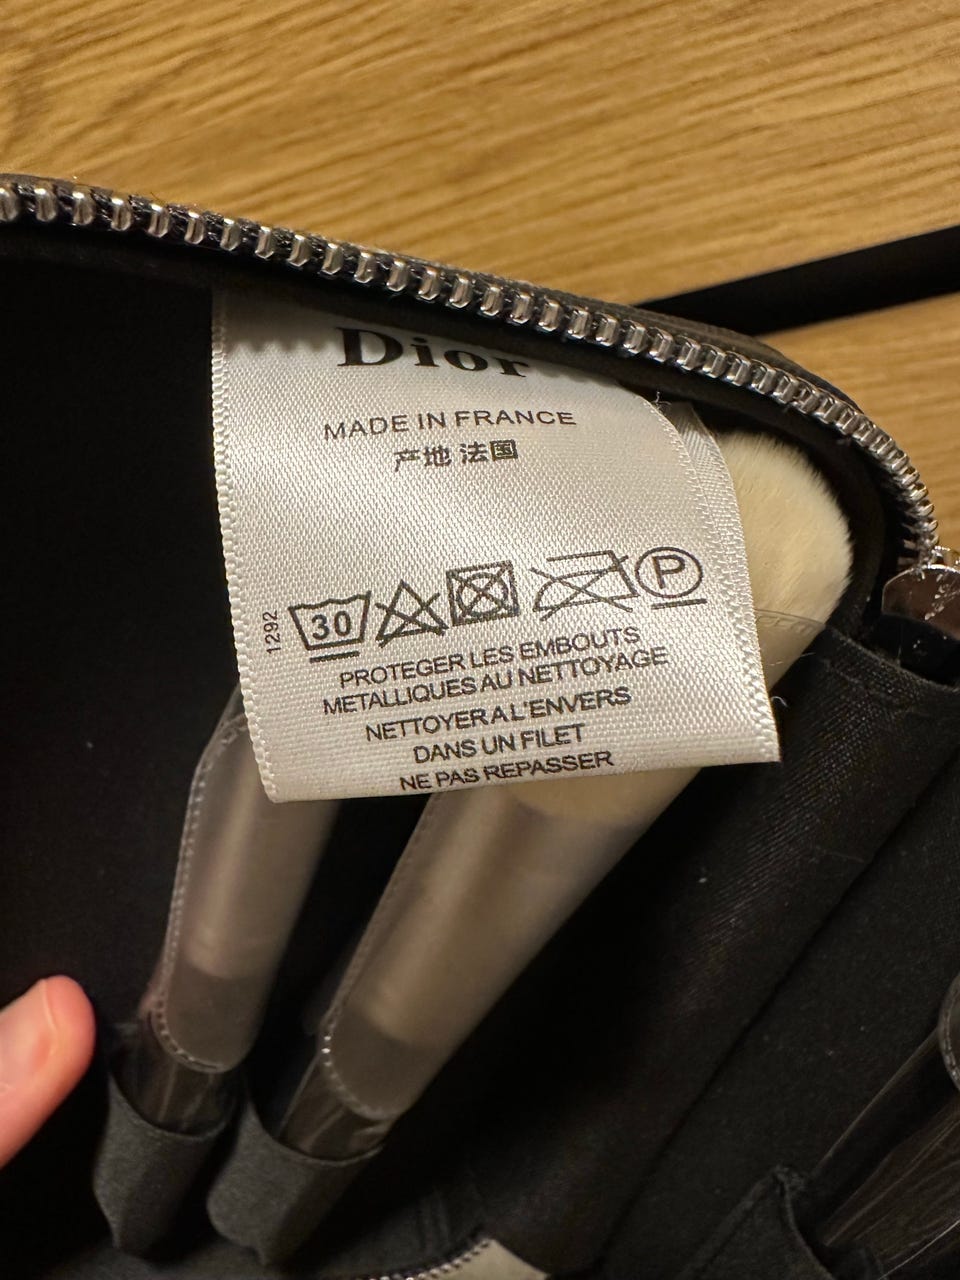 Dior
MADE IN FRANCE
产地 法国
1292
30 P
PROTEGER LES EMBOUTS
METALLIQUES AU NETTOYAGE
NETTOYER A L'ENVERS
DANS UN FILET
NE PAS REPASSER